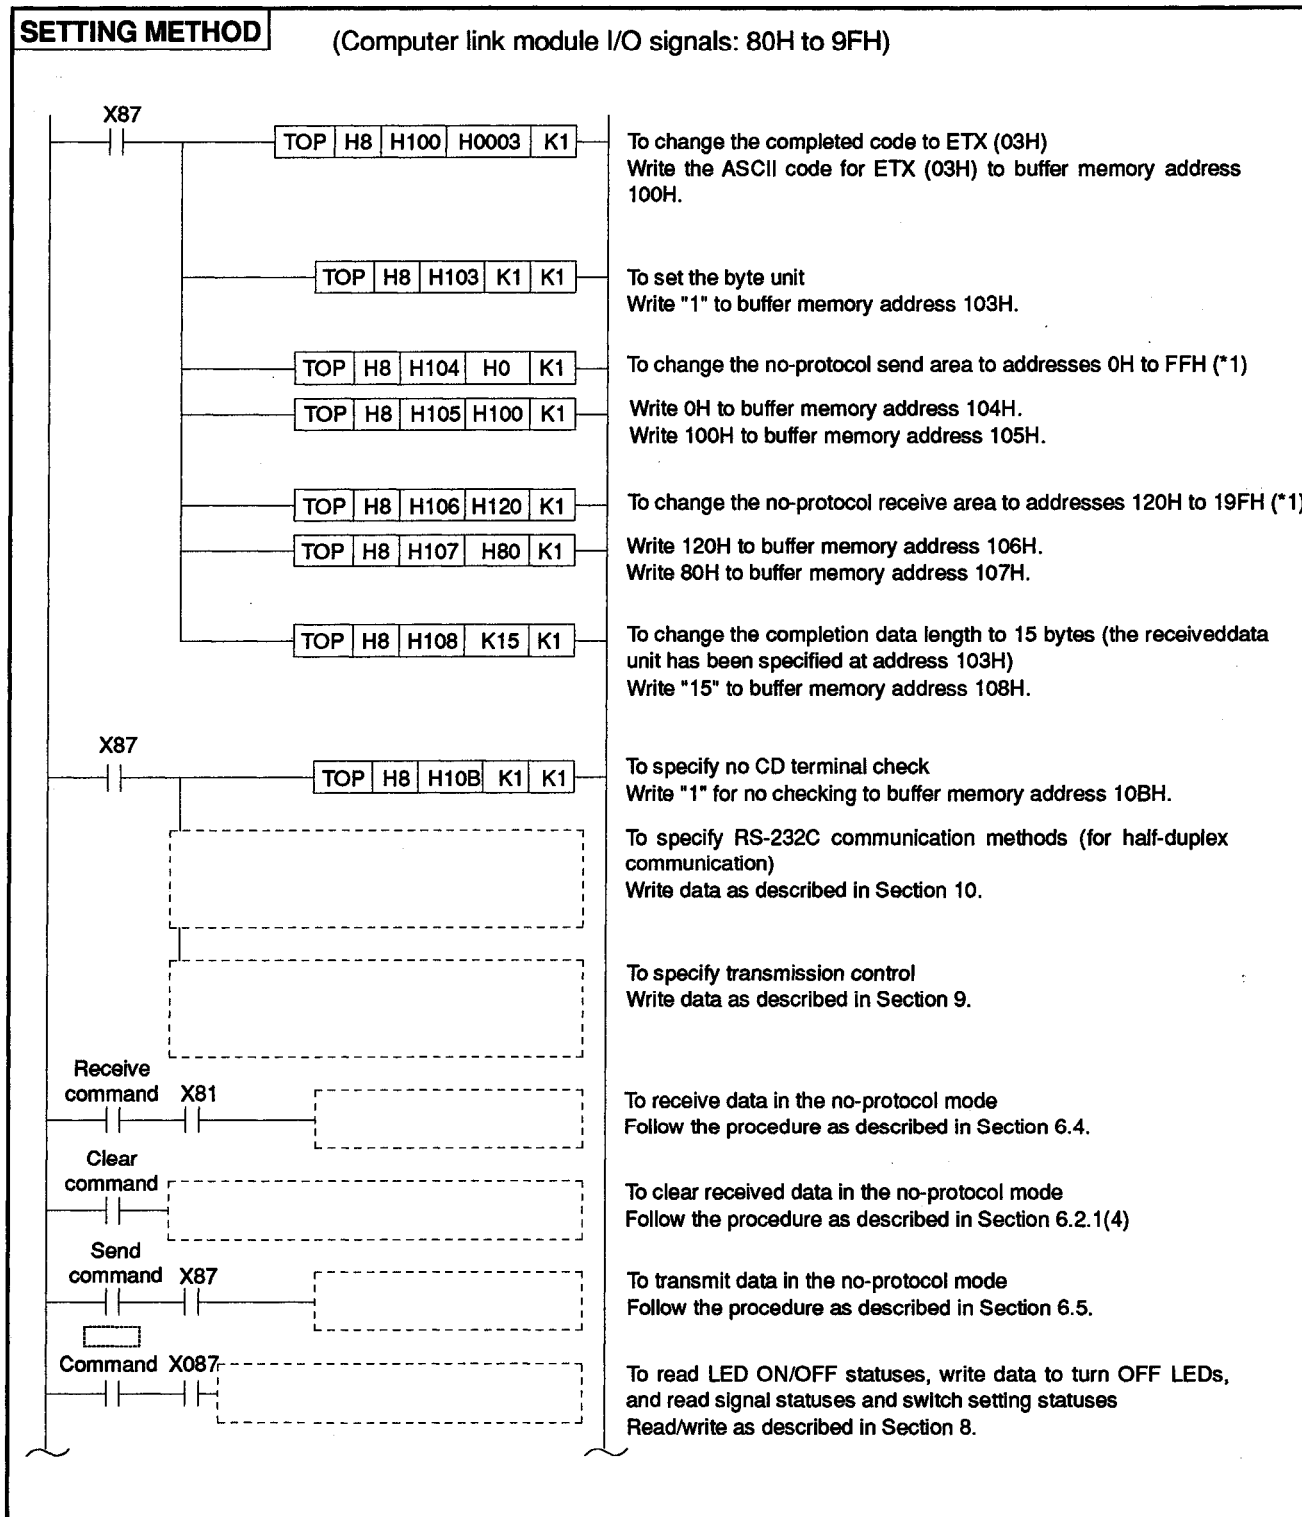 SETTING METHOD
(Computer link module I/O signals: 80H to 9FH)
X87
TOP H8 H100 H0003 K1
To change the completed code to ETX (03H)
Write the ASCII code for ETX (03H) to buffer memory address
100H.
TOP H8 H103 K1 K1
To set the byte unit
Write "1" to buffer memory address 103H.
TOP H8 H104 H0 K1
To change the no-protocol send area to addresses 0H to FFH (*1)
TOP H8 H105 H100 K1
Write 0H to buffer memory address 104H.
Write 100H to buffer memory address 105H.
TOP H8 H106 H120 K1
To change the no-protocol receive area to addresses 120H to 19FH (*1)
TOP H8 H107 H80 K1
Write 120H to buffer memory address 106H.
Write 80H to buffer memory address 107H.
TOP H8 H108 K15 K1
To change the completion data length to 15 bytes (the receiveddata
unit has been specified at address 103H)
Write "15" to buffer memory address 108H.
X87
TOP H8 H10B K1 K1
To specify no CD terminal check
Write "1" for no checking to buffer memory address 10BH.
To specify RS-232C communication methods (for half-duplex
communication)
Write data as described in Section 10.
To specify transmission control
Write data as described in Section 9.
Receive
command X81
To receive data in the no-protocol mode
Follow the procedure as described in Section 6.4.
Clear
command
To clear received data in the no-protocol mode
Follow the procedure as described in Section 6.2.1(4)
Send
command X87
To transmit data in the no-protocol mode
Follow the procedure as described in Section 6.5.
Command X087
To read LED ON/OFF statuses, write data to turn OFF LEDs,
and read signal statuses and switch setting statuses
Read/write as described in Section 8.